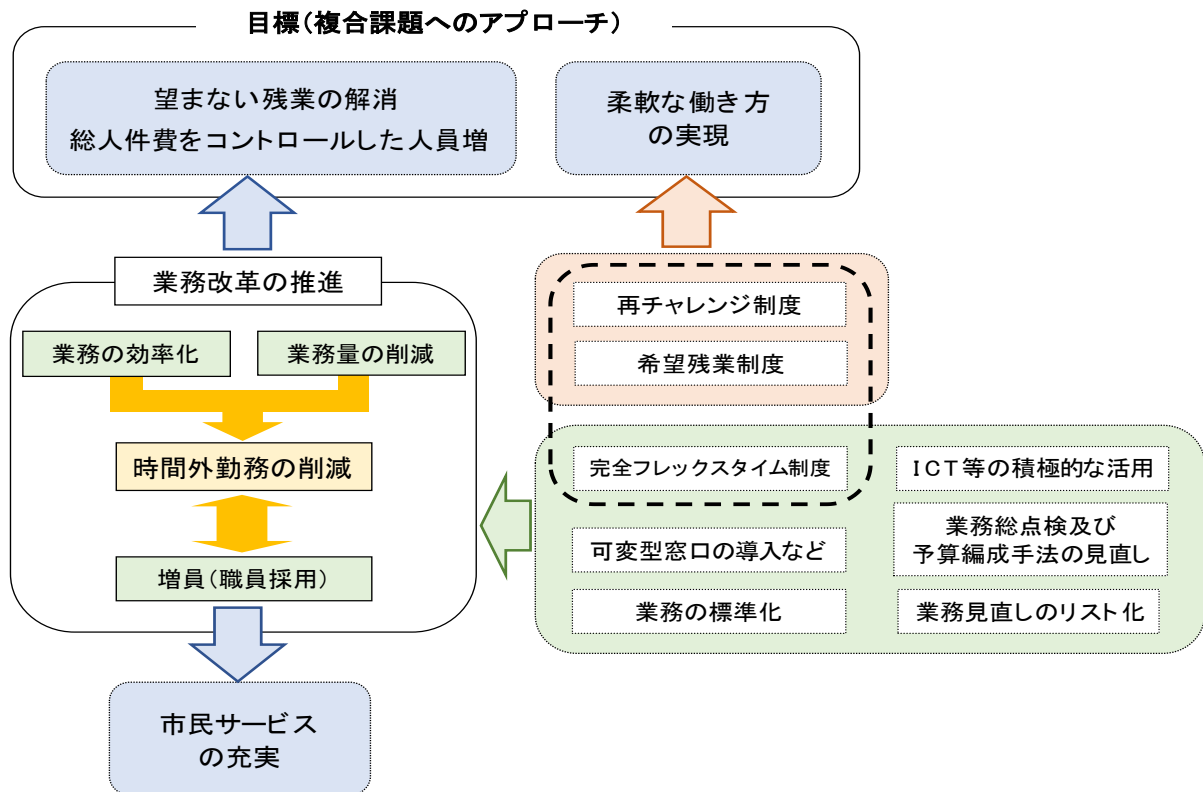 目標(複合課題へのアプローチ)
望まない残業の解消
総人件費をコントロールした人員増
柔軟な働き方
の実現
業務改革の推進
業務の効率化
業務量の削減
時間外勤務の削減
増員(職員採用)
市民サービス
の充実
再チャレンジ制度
希望残業制度
完全フレックスタイム制度
可変型窓口の導入など
業務の標準化
ICT等の積極的な活用
業務総点検及び
予算編成手法の見直し
業務見直しのリスト化